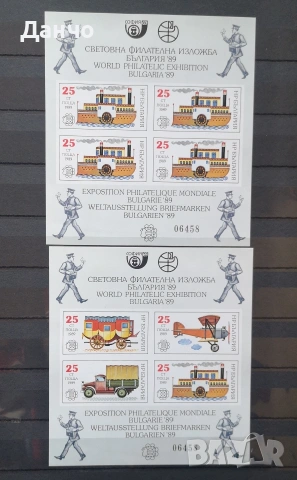 Данчо
СВЕТОВНА ФИЛАТЕЛНА ИЗЛОЖБА
БЪЛГАРИЯ '89
WORLD PHILATELIC EXHIBITION
BULGARIA '89
25
25
25
25
EXPOSITION PHILATELIQUE MONDIALE
BULGARIE '89
WELTAUSSTELLUNG BRIEFMARKEN
BULGARIEN '89
06458
СВЕТОВНА ФИЛАТЕЛНА ИЗЛОЖБА
БЪЛГАРИЯ '89
WORLD PHILATELIC EXHIBITION
BULGARIA '89
25
25
25
25
EXPOSITION PHILATELIQUE MONDIALE
BULGARIE '89
WELTAUSSTELLUNG BRIEFMARKEN
BULGARIEN '89
06458
bazar